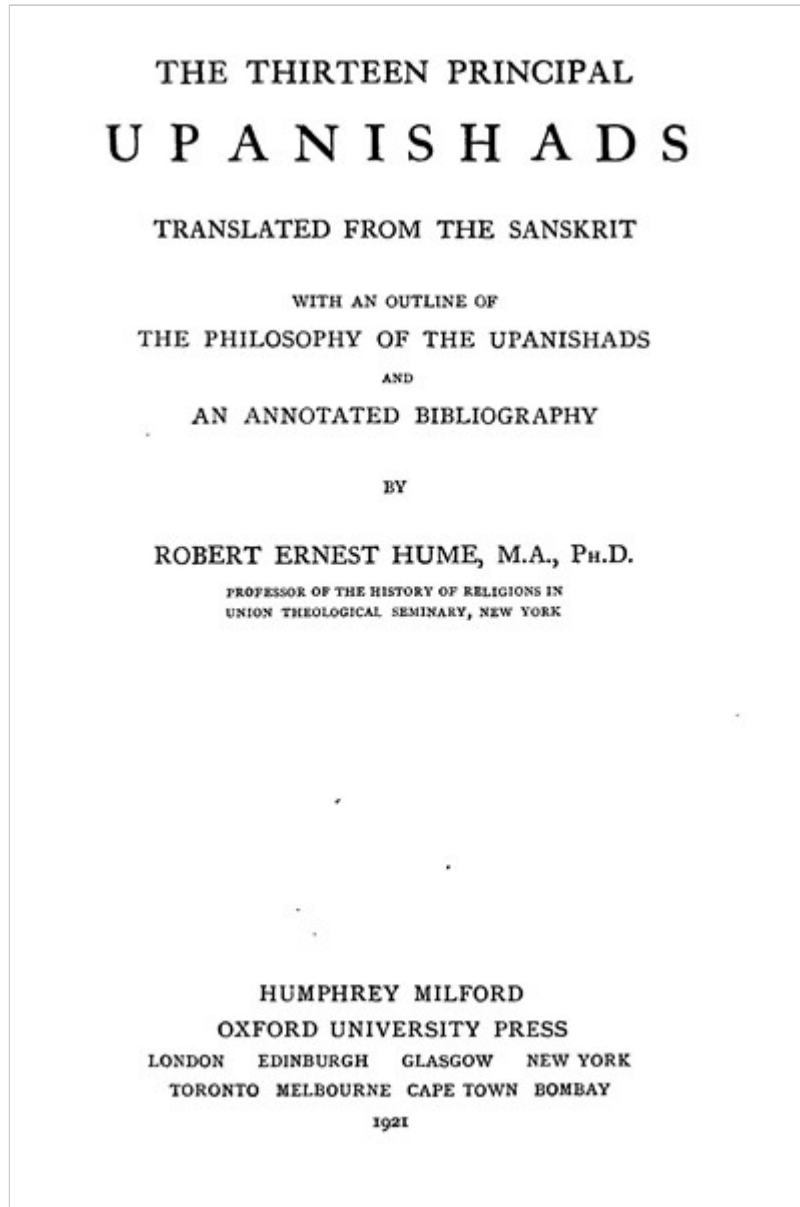 THE THIRTEEN PRINCIPAL
UPANISHADS
TRANSLATED FROM THE SANSKRIT
WITH AN OUTLINE OF
THE PHILOSOPHY OF THE UPANISHADS
AND
AN ANNOTATED BIBLIOGRAPHY
BY
ROBERT ERNEST HUME, M.A., PH.D.
PROFESSOR OF THE HISTORY OF RELIGIONS IN
UNION THEOLOGICAL SEMINARY, NEW YORK
HUMPHREY MILFORD
OXFORD UNIVERSITY PRESS
LONDON EDINBURGH GLASGOW NEW YORK
TORONTO MELBOURNE CAPE TOWN BOMBAY
1921